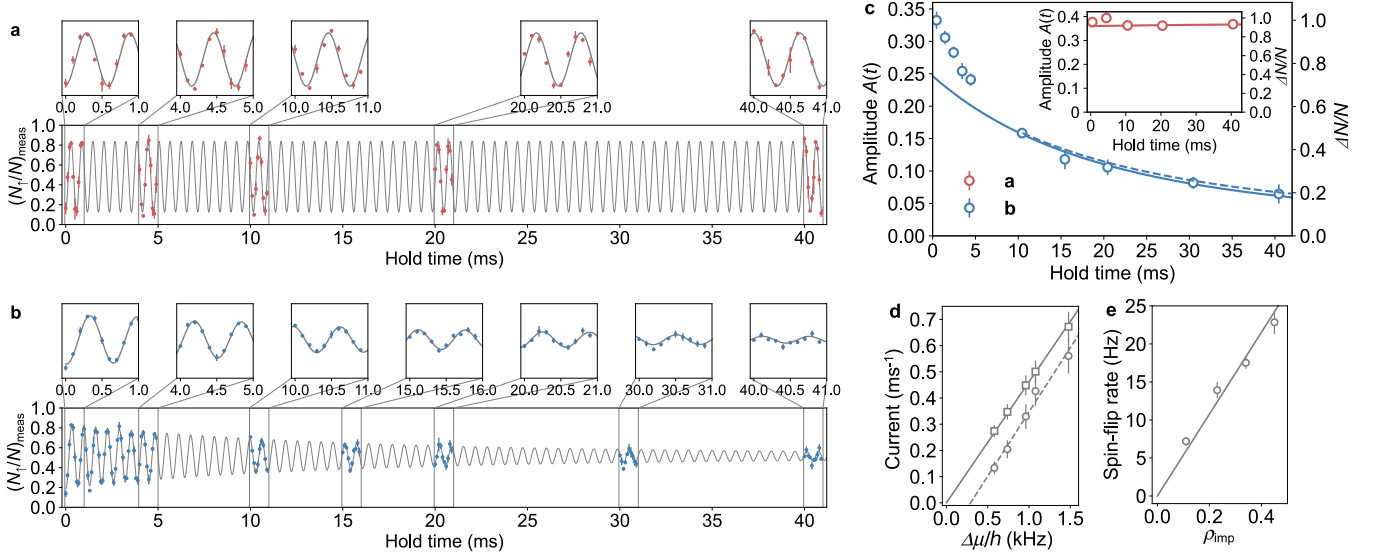 a
0.0 0.5 1.0
4.0 4.5 5.0
10.0 10.5 11.0
20.0 20.5 21.0
40.0 40.5 41.0
(N↑/N)meas
1.0
0.8
0.6
0.4
0.2
0.0
0 5 10 15 20 25 30 35 40
Hold time (ms)
b
0.0 0.5 1.0
4.0 4.5 5.0
10.0 10.5 11.0
15.0 15.5 16.0
20.0 20.5 21.0
30.0 30.5 31.0
40.0 40.5 41.0
(N↑/N)meas
1.0
0.8
0.6
0.4
0.2
0.0
0 5 10 15 20 25 30 35 40
Hold time (ms)
c
Amplitude A(t)
0.35
0.30
0.25
0.20
0.15
0.10
0.05
0.00
0 5 10 15 20 25 30 35 40
Hold time (ms)
1.0
0.8
0.6
0.4
0.2
0.0
ΔN/N
a
b
Amplitude A(t)
0.4
0.3
0.2
0.1
0
0 10 20 30 40
Hold time (ms)
1.0
0.8
0.6
0.4
0.2
0.0
ΔN/N
d
Current (ms-1)
0.7
0.6
0.5
0.4
0.3
0.2
0.1
0.0
0.0 0.5 1.0 1.5
Δμ/h (kHz)
e
Spin-flip rate (Hz)
25
20
15
10
5
0
0.0 0.2 0.4
ρimp